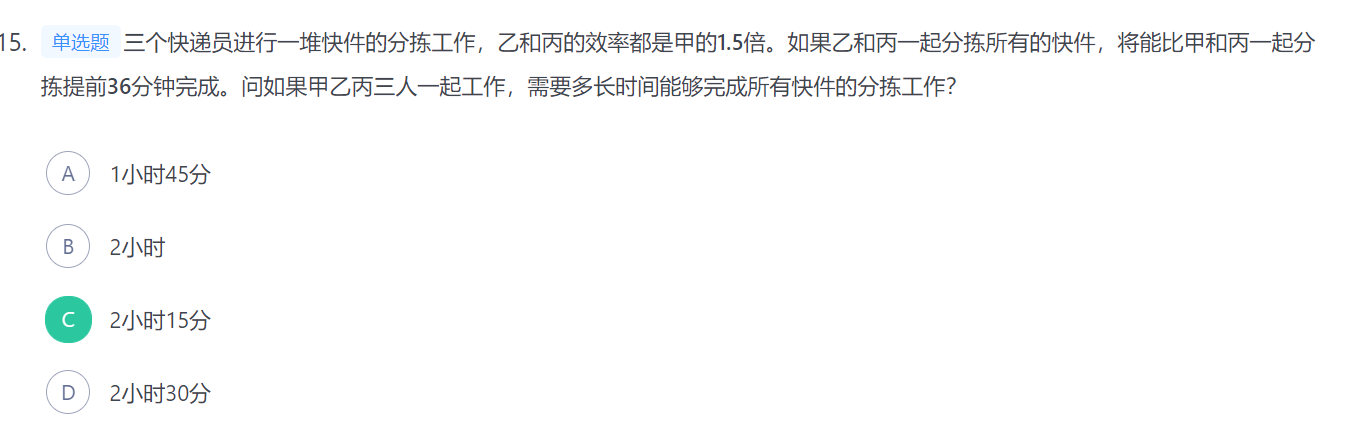 15. 单选题 三个快递员进行一堆快件的分拣工作，乙和丙的效率都是甲的1.5倍。如果乙和丙一起分拣所有的快件，将能比甲和丙一起分
拣提前36分钟完成。问如果甲乙丙三人一起工作，需要多长时间能够完成所有快件的分拣工作？
A 1小时45分
B 2小时
C 2小时15分
D 2小时30分